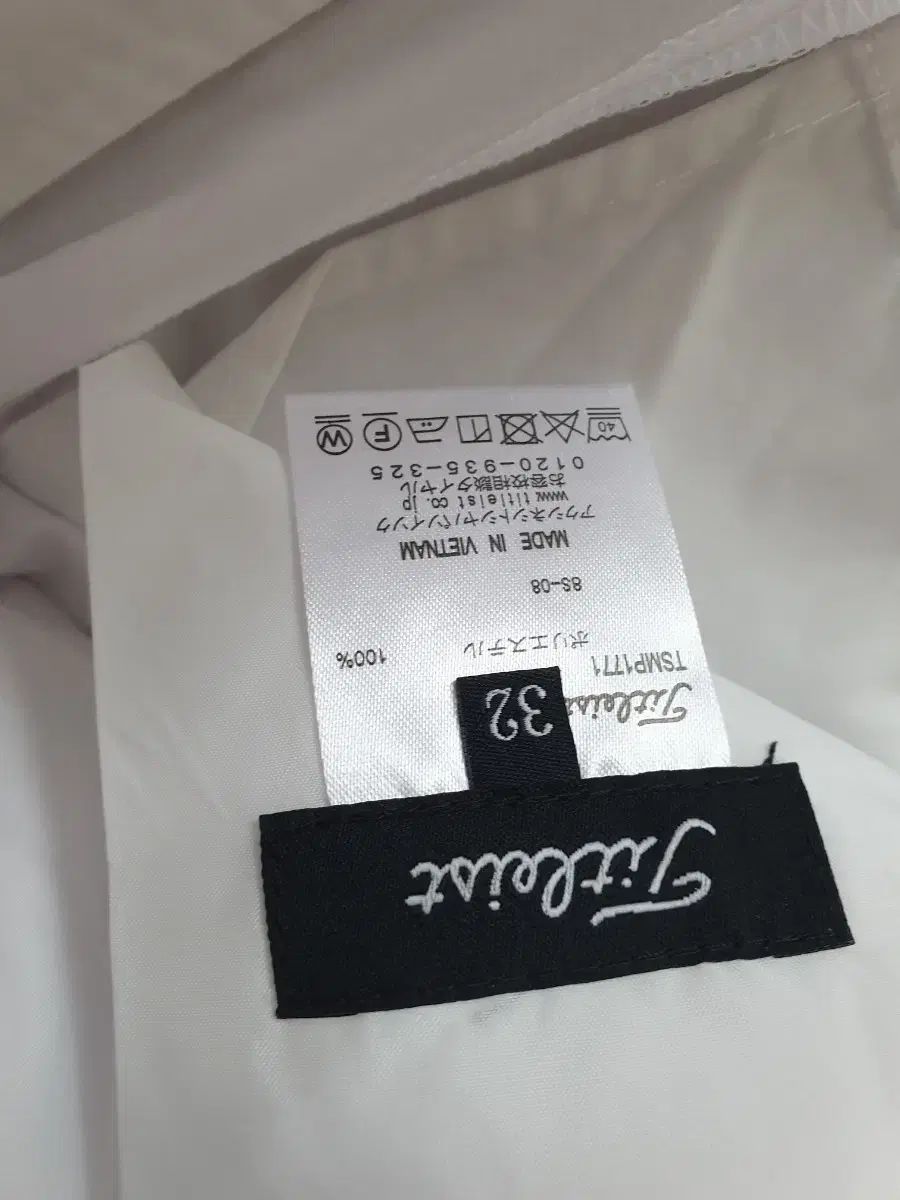 Titleist
32
Titleist
TSMP1771
ポリエステル 100%
8S-08
MADE IN VIETNAM
アクシネットジャパンインク
www.titleist.co.jp
お客様相談ダイヤル
0120-935-325
40
F
W